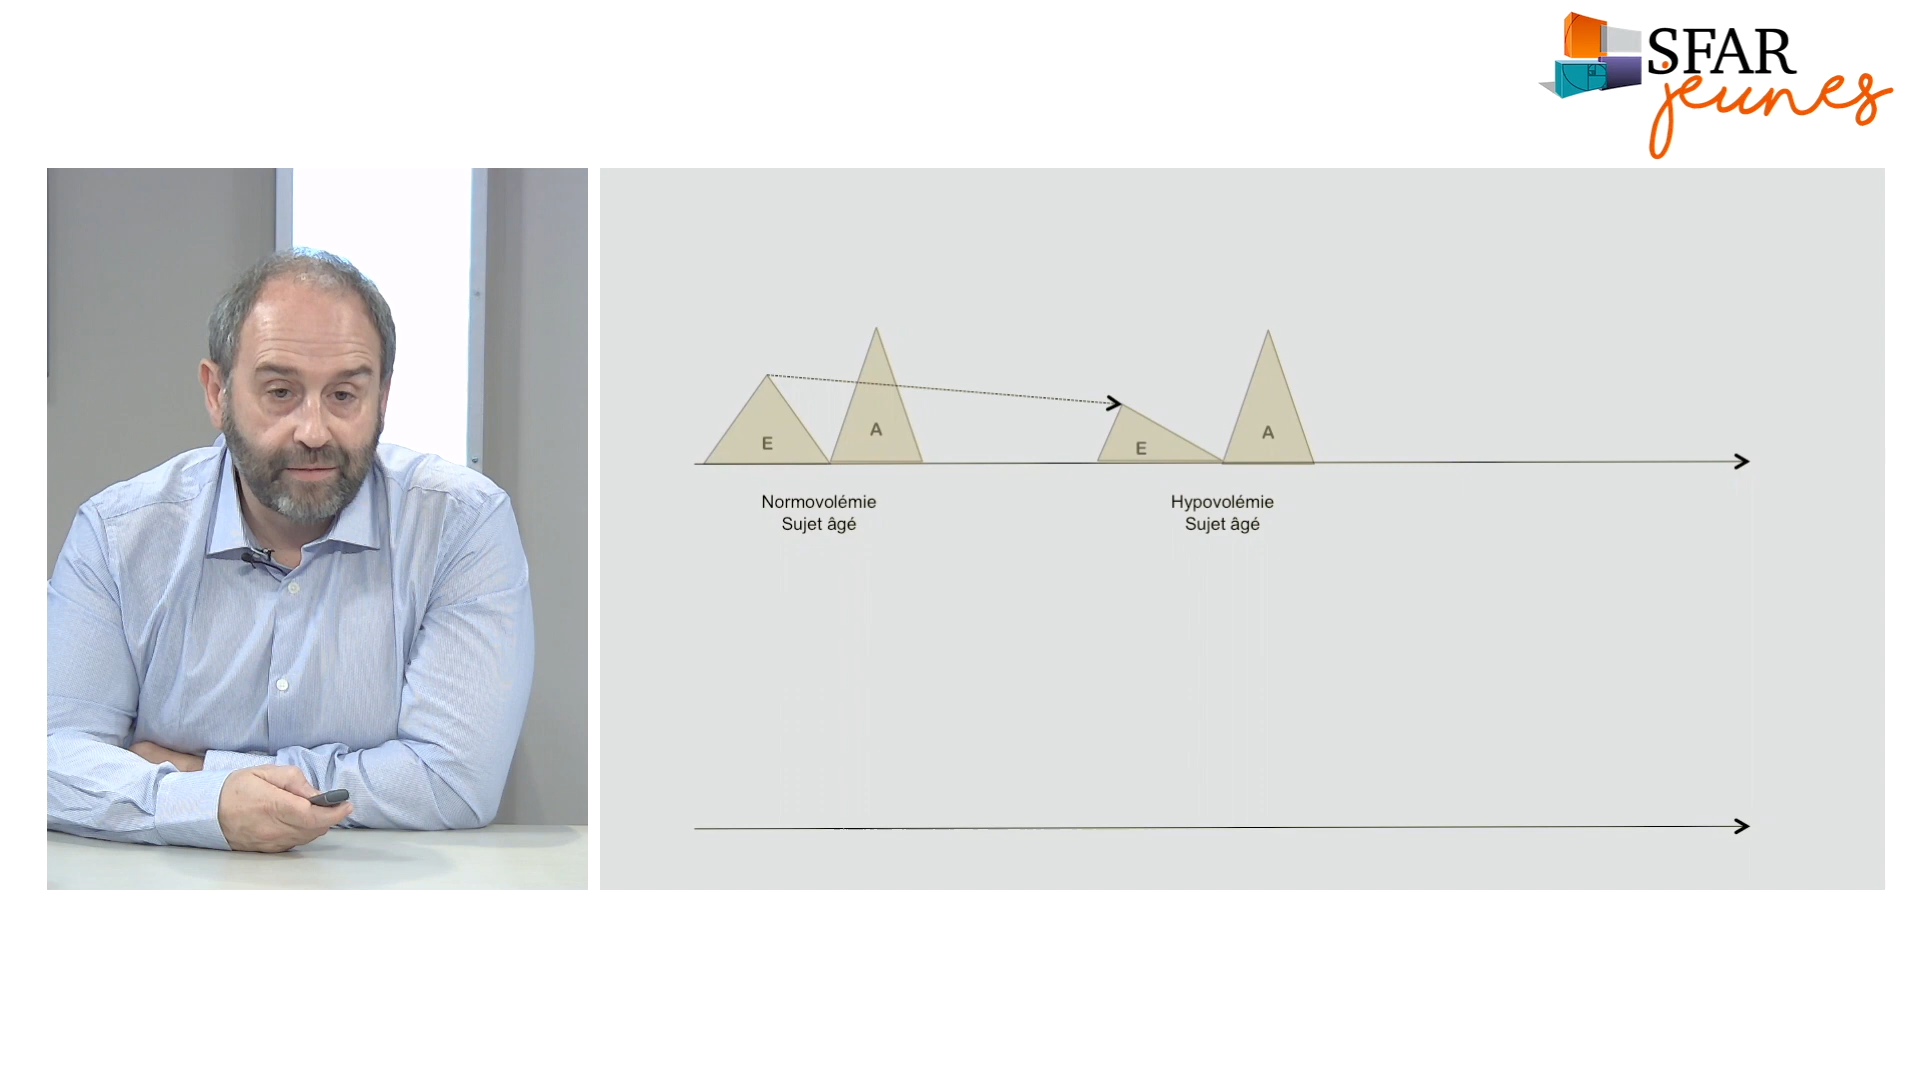 SFAR
jeunes
E
A
E
A
Normovolémie
Sujet âgé
Hypovolémie
Sujet âgé